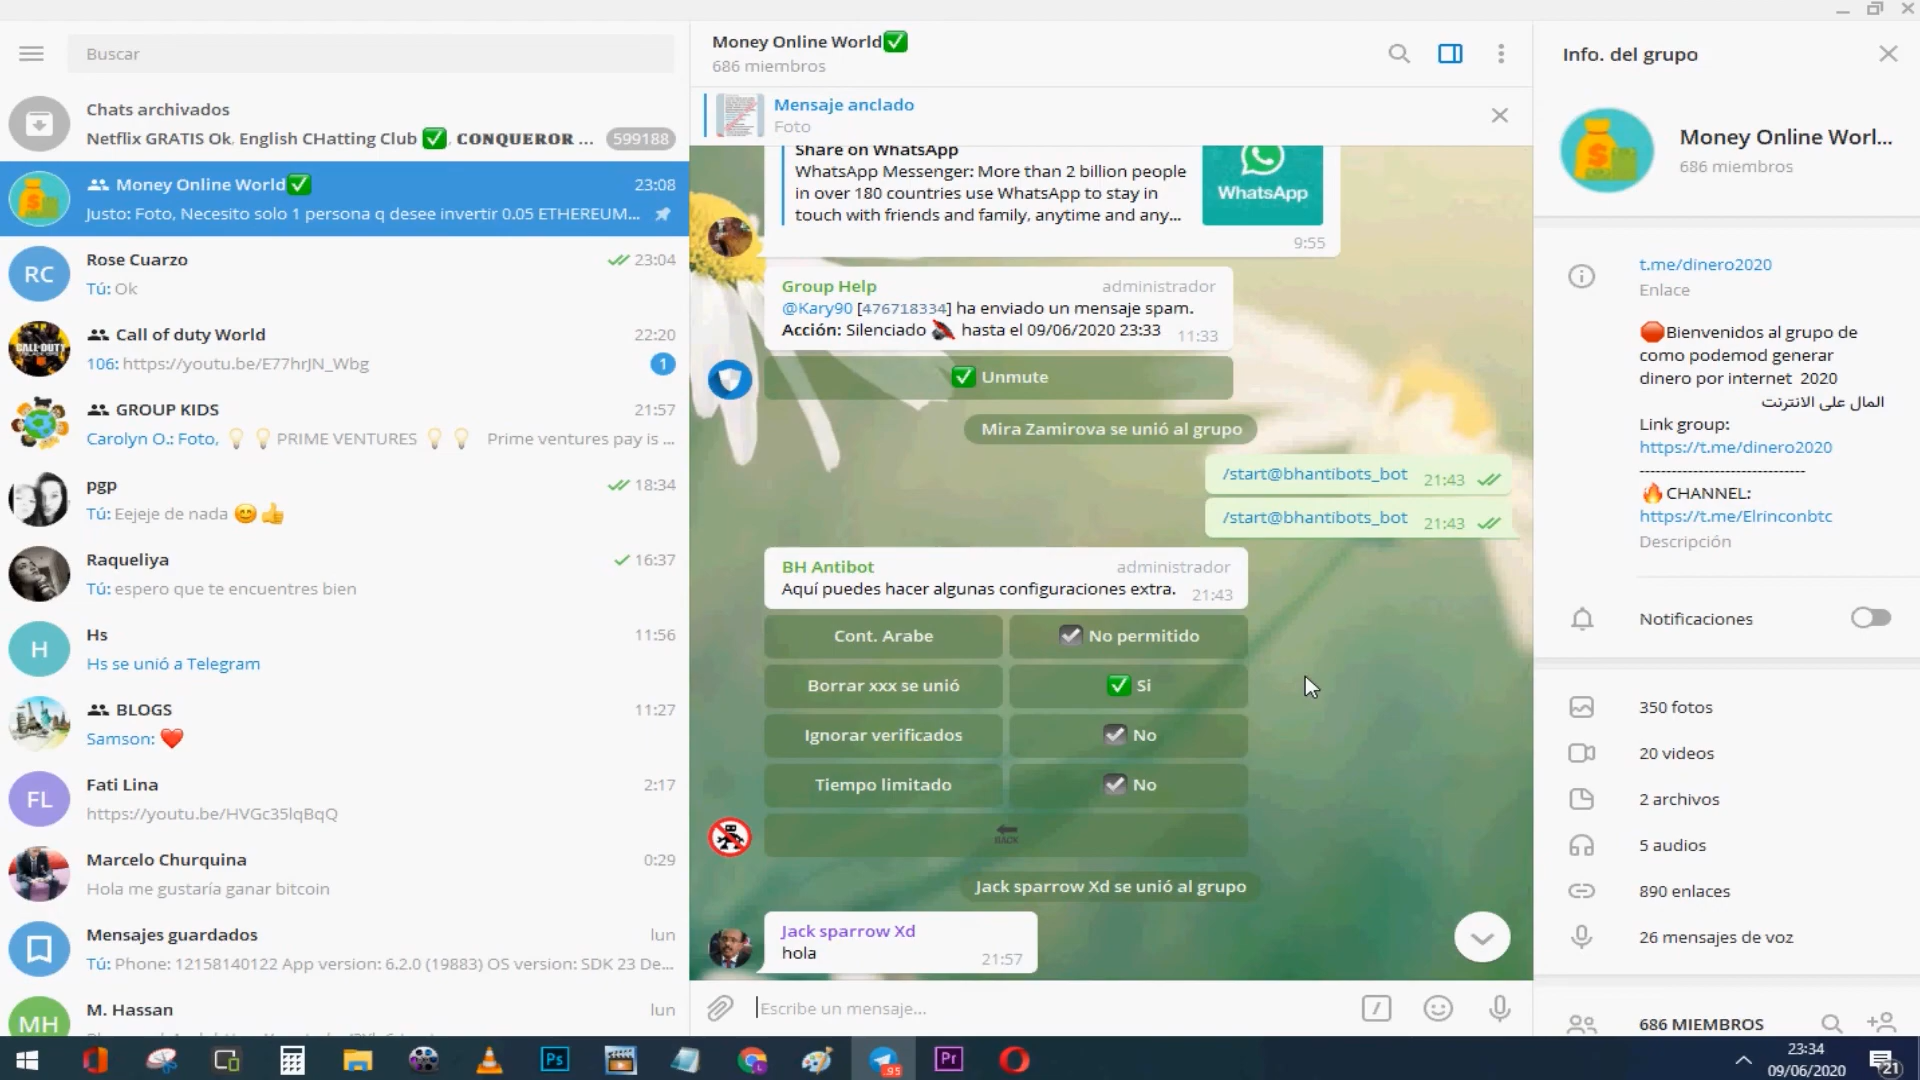 Buscar
Chats archivados
Netflix GRATIS Ok, English CHatting Club ✅, 𝐂𝐎𝐍𝐐𝐔𝐄𝐑𝐎𝐑 ...
599188
Money Online World✅
23:08
Justo: Foto, Necesito solo 1 persona q desee invertir 0.05 ETHEREUM...
RC
Rose Cuarzo
23:04
Tú: Ok
CALL·DUTY
Call of duty World
22:20
106: https://youtu.be/E77hrJN_Wbg
1
GROUP KIDS
21:57
Carolyn O.: Foto, 💡 💡 PRIME VENTURES 💡 💡 Prime ventures pay is ...
pgp
18:34
Tú: Eejeje de nada 😊👍
Raqueliya
16:37
Tú: espero que te encuentres bien
H
Hs
11:56
Hs se unió a Telegram
BLOGS
11:27
Samson: ❤️
FL
Fati Lina
2:17
https://youtu.be/HVGc35lqBqQ
Marcelo Churquina
0:29
Hola me gustaría ganar bitcoin
Mensajes guardados
lun
Tú: Phone: 12158140122 App version: 6.2.0 (19883) OS version: SDK 23 De...
MH
M. Hassan
lun
Money Online World✅
686 miembros
Mensaje anclado
Foto
Share on WhatsApp
WhatsApp Messenger: More than 2 billion people
in over 180 countries use WhatsApp to stay in
touch with friends and family, anytime and any...
WhatsApp
9:55
Group Help
administrador
@Kary90 [476718334] ha enviado un mensaje spam.
Acción: Silenciado hasta el 09/06/2020 23:33
11:33
✅ Unmute
Mira Zamirova se unió al grupo
/start@bhantibots_bot 21:43
/start@bhantibots_bot 21:43
BH Antibot
administrador
Aquí puedes hacer algunas configuraciones extra.
21:43
Cont. Arabe
No permitido
Borrar xxx se unió
✅ Si
Ignorar verificados
No
Tiempo limitado
No
BACK
Jack sparrow Xd se unió al grupo
Jack sparrow Xd
hola
21:57
Escribe un mensaje...
Info. del grupo
Money Online Worl...
686 miembros
t.me/dinero2020
Enlace
🛑Bienvenidos al grupo de
como podemod generar
dinero por internet 2020
المال على الانترنت
Link group:
https://t.me/dinero2020
------------------------------
🔥CHANNEL:
https://t.me/Elrinconbtc
Descripción
Notificaciones
350 fotos
20 videos
2 archivos
5 audios
890 enlaces
26 mensajes de voz
686 MIEMBROS
Ps
95
Pr
23:34
09/06/2020
21